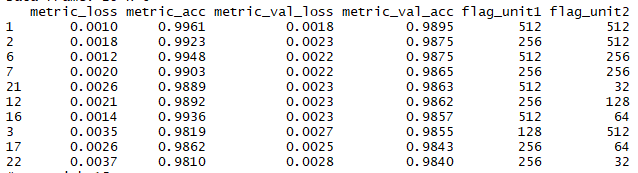 metric_loss metric_acc metric_val_loss metric_val_acc flag_unit1 flag_unit2
1 0.0010 0.9961 0.0018 0.9895 512 512
2 0.0018 0.9923 0.0023 0.9875 256 512
6 0.0012 0.9948 0.0022 0.9875 512 256
7 0.0020 0.9903 0.0022 0.9865 256 256
21 0.0026 0.9889 0.0023 0.9863 512 32
12 0.0021 0.9892 0.0023 0.9862 256 128
16 0.0014 0.9936 0.0023 0.9857 512 64
3 0.0035 0.9819 0.0027 0.9855 128 512
17 0.0026 0.9862 0.0025 0.9843 256 64
22 0.0037 0.9810 0.0028 0.9840 256 32